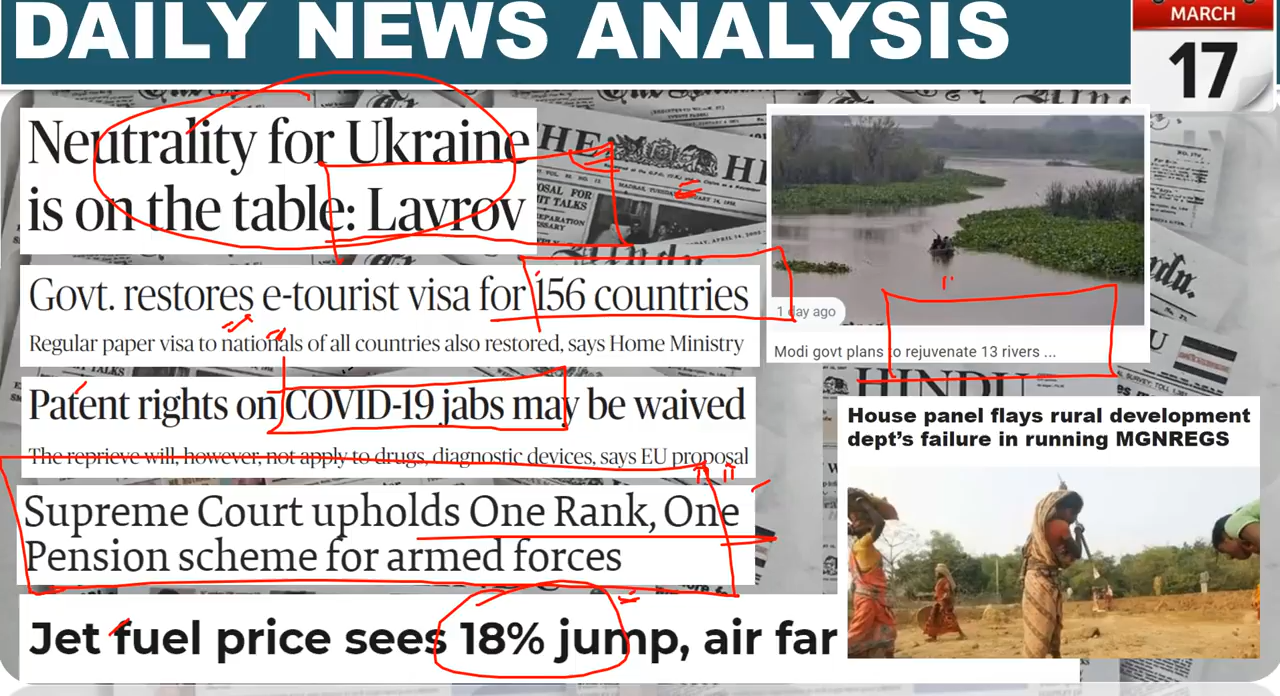 DAILY NEWS ANALYSIS
MARCH
17
Neutrality for Ukraine
is on the table: Lavrov
Govt. restores e-tourist visa for 156 countries
Regular paper visa to nationals of all countries also restored, says Home Ministry
Patent rights on COVID-19 jabs may be waived
The reprieve will, however, not apply to drugs, diagnostic devices, says EU proposal
Supreme Court upholds One Rank, One
Pension scheme for armed forces
Jet fuel price sees 18% jump, air far
1 day ago
Modi govt plans to rejuvenate 13 rivers ...
HINDU
House panel flays rural development
dept's failure in running MGNREGS